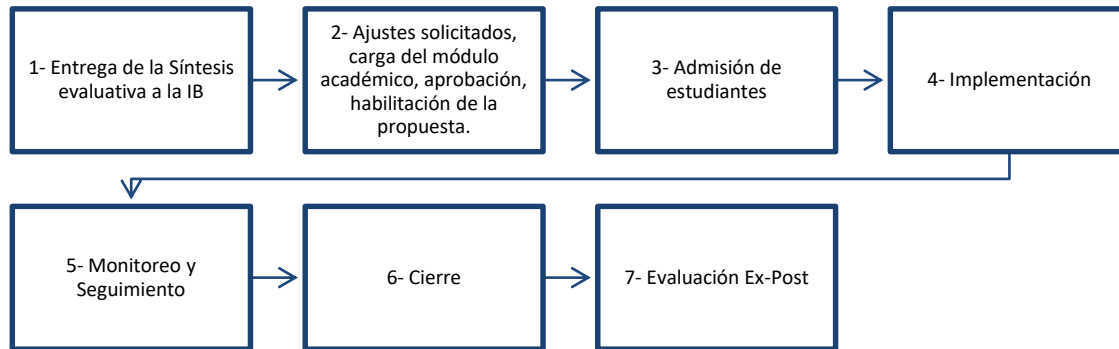 1- Entrega de la Síntesis
evaluativa a la IB
2- Ajustes solicitados,
carga del módulo
académico, aprobación,
habilitación de la
propuesta.
3- Admisión de
estudiantes
4- Implementación
5- Monitoreo y
Seguimiento
6- Cierre
7- Evaluación Ex-Post